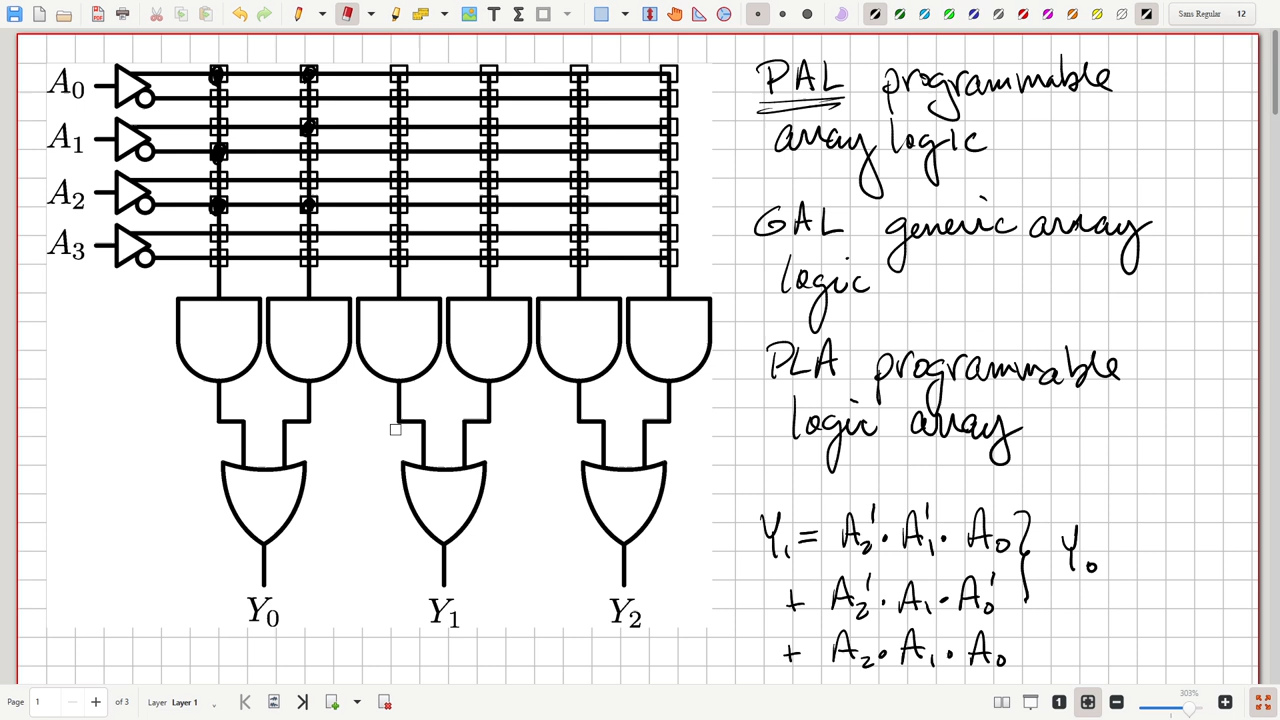 Sans Regular 12
A0
A1
A2
A3
Y0 Y1 Y2
PAL programmable
array logic
GAL generic array
logic
PLA programmable
logic array
Y1 = A2'·A1'·A0 } Y0
+ A2'·A1·A0'
+ A2·A1·A0
Page 1 of 3 Layer Layer 1 303%